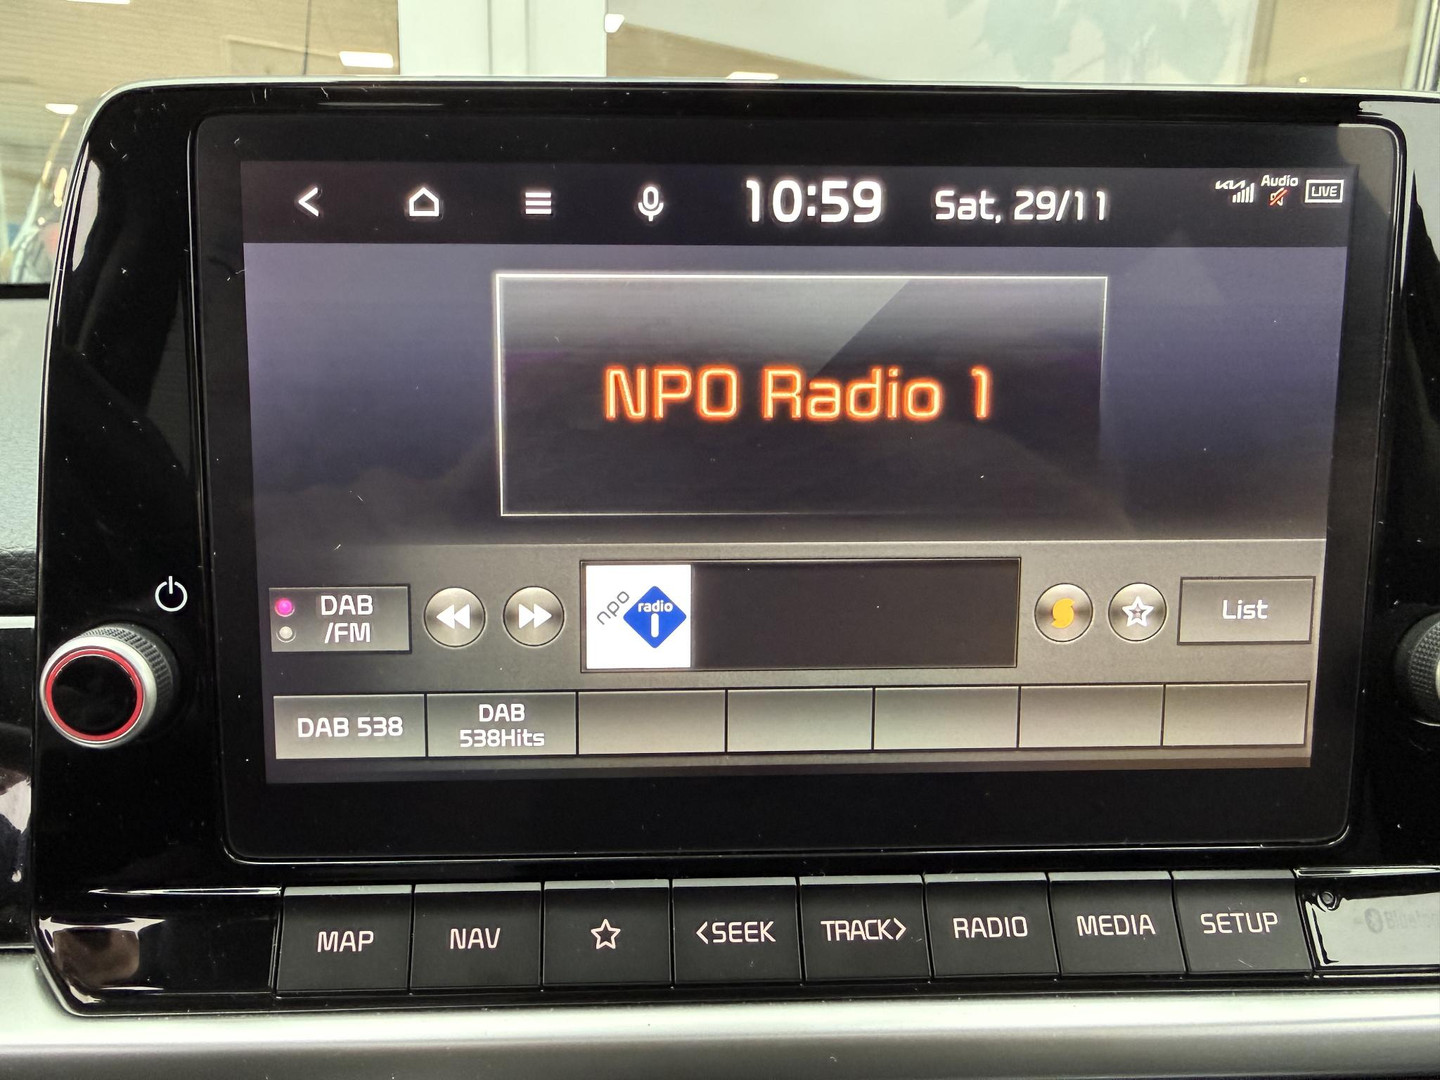 10:59 Sat, 29/11 KIA Audio LIVE
NPO Radio 1
DAB
/FM
npo
radio
1
List
DAB 538
DAB
538Hits
MAP NAV <SEEK TRACK> RADIO MEDIA SETUP